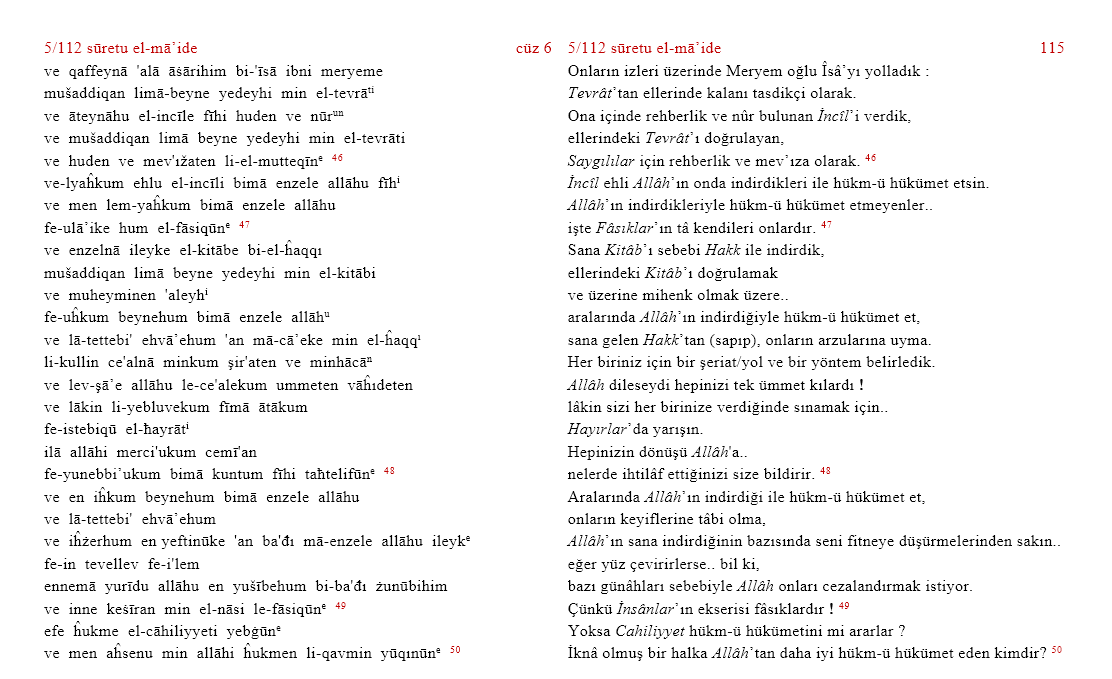 5/112 sūretu el-mā’ide cüz 6
ve qaffeynā 'alā āŝārihim bi-'īsā ibni meryeme
mušaddiqan limā-beyne yedeyhi min el-tevrāᵗⁱ
ve āteynāhu el-incīle fīhi huden ve nūrᵘⁿ
ve mušaddiqan limā beyne yedeyhi min el-tevrāti
ve huden ve mev'ižaten li-el-mutteqīnᵉ 46
ve-lyaĥkum ehlu el-incīli bimā enzele allāhu fīhⁱ
ve men lem-yaĥkum bimā enzele allāhu
fe-ulā’ike hum el-fāsiqūnᵉ 47
ve enzelnā ileyke el-kitābe bi-el-ĥaqqı
mušaddiqan limā beyne yedeyhi min el-kitābi
ve muheyminen 'aleyhⁱ
fe-uĥkum beynehum bimā enzele allāhᵘ
ve lā-tettebi' ehvā’ehum 'an mā-cā’eke min el-ĥaqqⁱ
li-kullin ce'alnā minkum şir'aten ve minhācāⁿ
ve lev-şā’e allāhu le-ce'alekum ummeten vāĥıdeten
ve lākin li-yebluvekum fīmā ātākum
fe-istebiqū el-ħayrātⁱ
ilā allāhi merci'ukum cemī'an
fe-yunebbi’ukum bimā kuntum fīhi taħtelifūnᵉ 48
ve en iĥkum beynehum bimā enzele allāhu
ve lā-tettebi' ehvā’ehum
ve iĥżerhum en yeftinūke 'an ba'đı mā-enzele allāhu ileykᵉ
fe-in tevellev fe-i'lem
ennemā yurīdu allāhu en yušībehum bi-ba'đı żunūbihim
ve inne keŝīran min el-nāsi le-fāsiqūnᵉ 49
efe ĥukme el-cāhiliyyeti yebġūnᵉ
ve men aĥsenu min allāhi ĥukmen li-qavmin yūqınūnᵉ 50
5/112 sūretu el-mā’ide 115
Onların izleri üzerinde Meryem oğlu Îsâ’yı yolladık :
Tevrât’tan ellerinde kalanı tasdikçi olarak.
Ona içinde rehberlik ve nûr bulunan İncîl’i verdik,
ellerindeki Tevrât’ı doğrulayan,
Saygılılar için rehberlik ve mev’ıza olarak. 46
İncîl ehli Allâh’ın onda indirdikleri ile hükm-ü hükümet etsin.
Allâh’ın indirdikleriyle hükm-ü hükümet etmeyenler..
işte Fâsıklar’ın tâ kendileri onlardır. 47
Sana Kitâb’ı sebebi Hakk ile indirdik,
ellerindeki Kitâb’ı doğrulamak
ve üzerine mihenk olmak üzere..
aralarında Allâh’ın indirdiğiyle hükm-ü hükümet et,
sana gelen Hakk’tan (sapıp), onların arzularına uyma.
Her biriniz için bir şeriat/yol ve bir yöntem belirledik.
Allâh dileseydi hepinizi tek ümmet kılardı !
lâkin sizi her birinize verdiğinde sınamak için..
Hayırlar’da yarışın.
Hepinizin dönüşü Allâh'a..
nelerde ihtilâf ettiğinizi size bildirir. 48
Aralarında Allâh’ın indirdiği ile hükm-ü hükümet et,
onların keyiflerine tâbi olma,
Allâh’ın sana indirdiğinin bazısında seni fitneye düşürmelerinden sakın..
eğer yüz çevirirlerse.. bil ki,
bazı günâhları sebebiyle Allâh onları cezalandırmak istiyor.
Çünkü İnsânlar’ın ekserisi fâsıklardır ! 49
Yoksa Cahiliyyet hükm-ü hükümetini mi ararlar ?
İknâ olmuş bir halka Allâh’tan daha iyi hükm-ü hükümet eden kimdir? 50